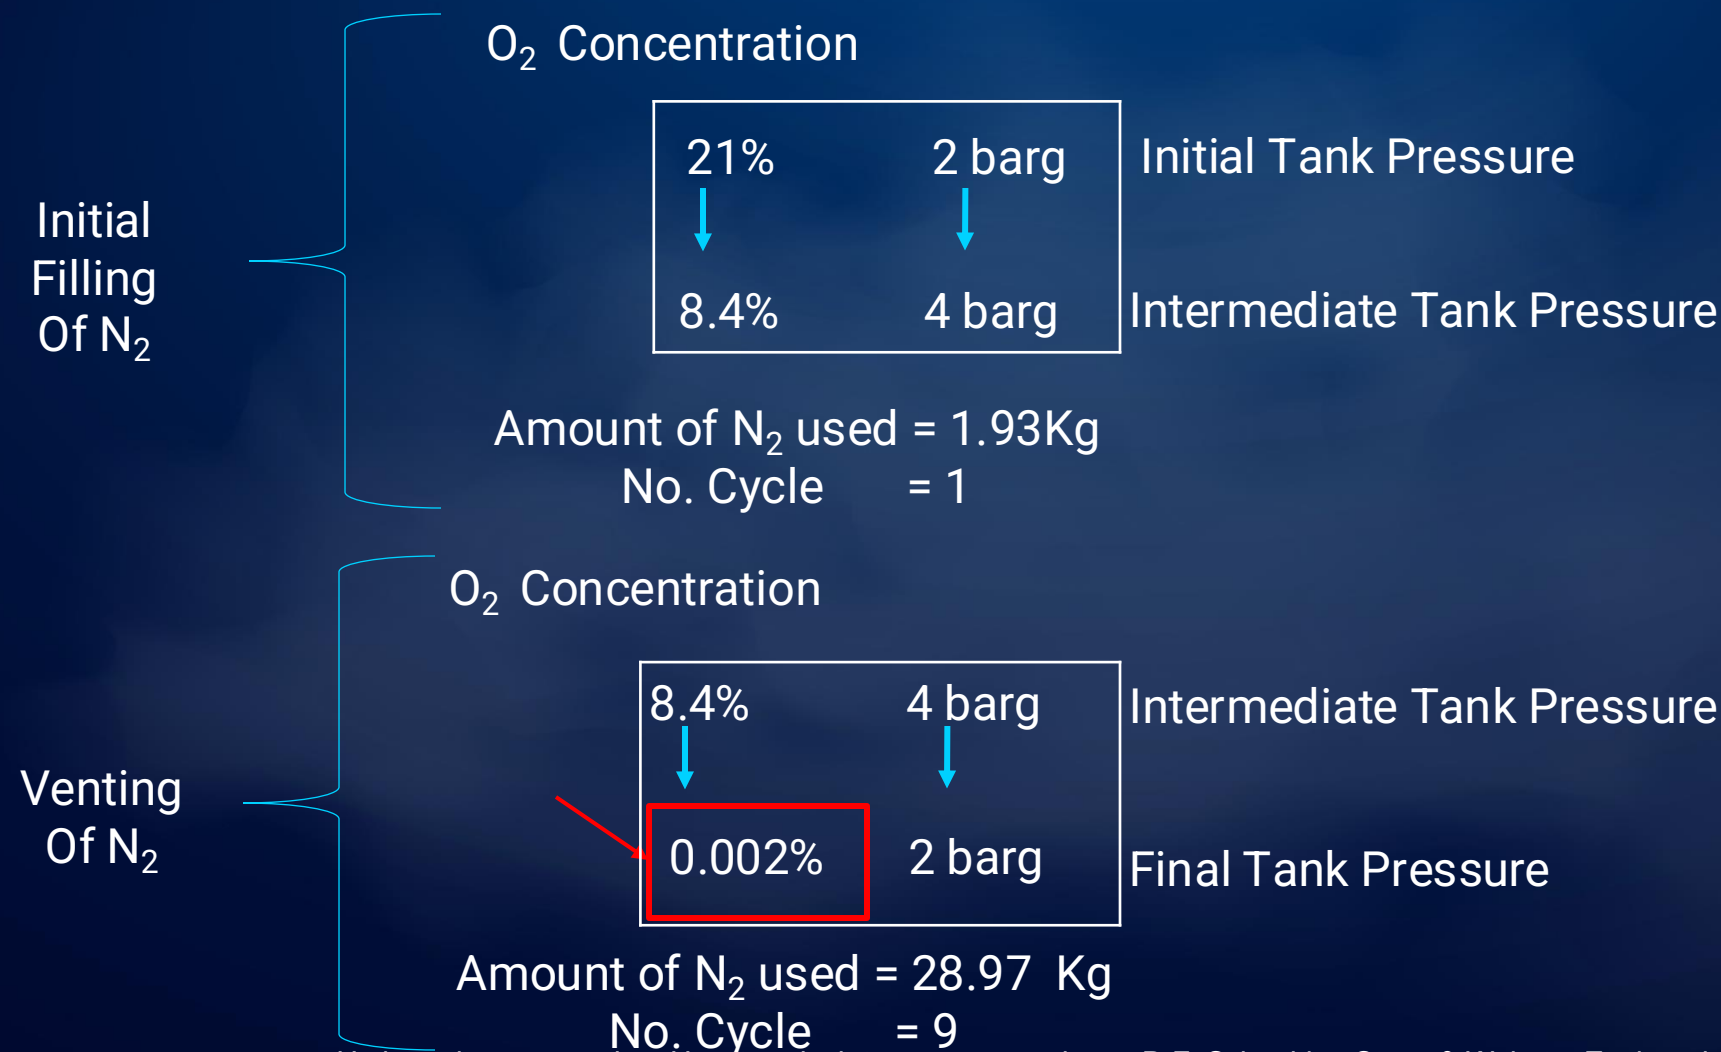 O₂ Concentration
21% 2 barg Initial Tank Pressure
Initial
Filling
Of N₂
8.4% 4 barg Intermediate Tank Pressure
Amount of N₂ used = 1.93Kg
No. Cycle = 1
O₂ Concentration
8.4% 4 barg Intermediate Tank Pressure
Venting
Of N₂
0.002% 2 barg Final Tank Pressure
Amount of N₂ used = 28.97 Kg
No. Cycle = 9